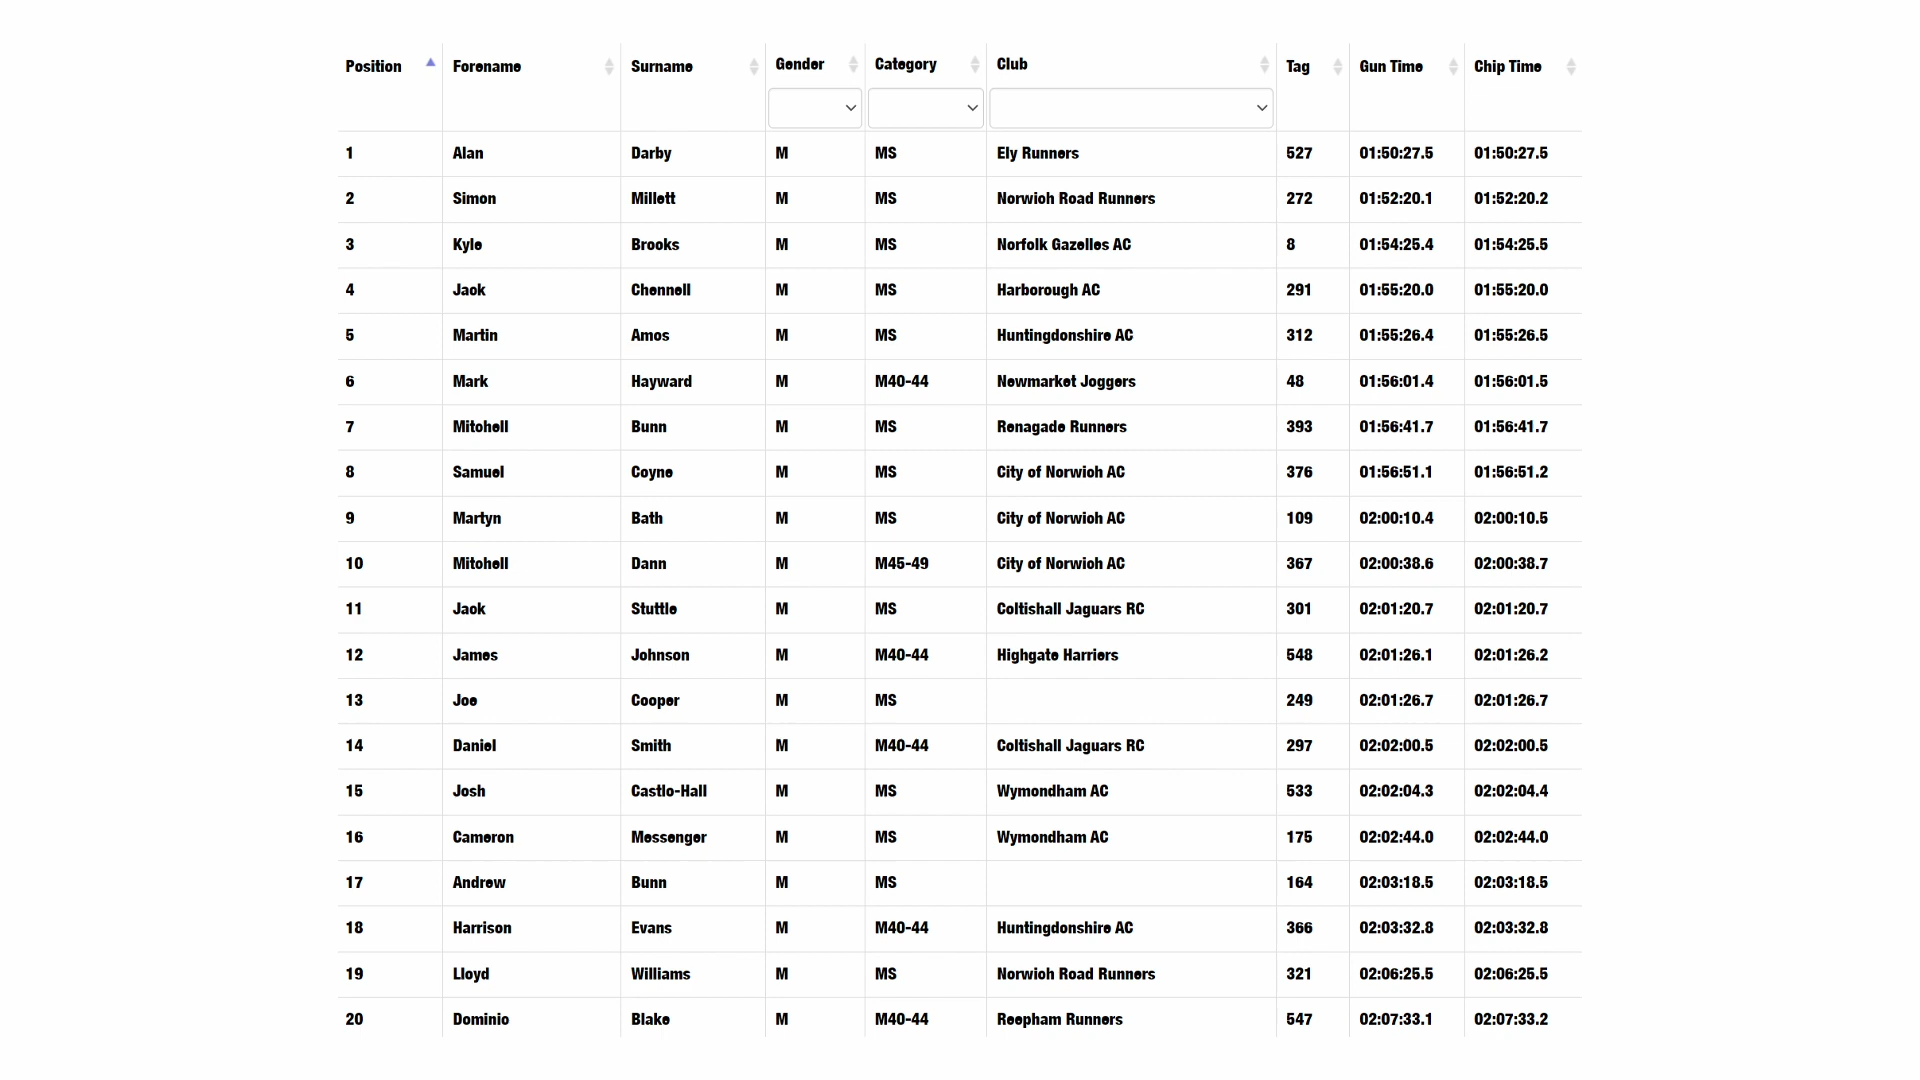 Position Forename Surname Gender Category Club Tag Gun Time Chip Time
1 Alan Darby M MS Ely Runners 527 01:50:27.5 01:50:27.5
2 Simon Millett M MS Norwich Road Runners 272 01:52:20.1 01:52:20.2
3 Kyle Brooks M MS Norfolk Gazelles AC 8 01:54:25.4 01:54:25.5
4 Jack Chennell M MS Harborough AC 291 01:55:20.0 01:55:20.0
5 Martin Amos M MS Huntingdonshire AC 312 01:55:26.4 01:55:26.5
6 Mark Hayward M M40-44 Newmarket Joggers 48 01:56:01.4 01:56:01.5
7 Mitchell Bunn M MS Renagade Runners 393 01:56:41.7 01:56:41.7
8 Samuel Coyne M MS City of Norwich AC 376 01:56:51.1 01:56:51.2
9 Martyn Bath M MS City of Norwich AC 109 02:00:10.4 02:00:10.5
10 Mitchell Dann M M45-49 City of Norwich AC 367 02:00:38.6 02:00:38.7
11 Jack Stuttle M MS Coltishall Jaguars RC 301 02:01:20.7 02:01:20.7
12 James Johnson M M40-44 Highgate Harriers 548 02:01:26.1 02:01:26.2
13 Joe Cooper M MS 249 02:01:26.7 02:01:26.7
14 Daniel Smith M M40-44 Coltishall Jaguars RC 297 02:02:00.5 02:02:00.5
15 Josh Castlo-Hall M MS Wymondham AC 533 02:02:04.3 02:02:04.4
16 Cameron Messenger M MS Wymondham AC 175 02:02:44.0 02:02:44.0
17 Andrew Bunn M MS 164 02:03:18.5 02:03:18.5
18 Harrison Evans M M40-44 Huntingdonshire AC 366 02:03:32.8 02:03:32.8
19 Lloyd Williams M MS Norwich Road Runners 321 02:06:25.5 02:06:25.5
20 Dominic Blake M M40-44 Reepham Runners 547 02:07:33.1 02:07:33.2